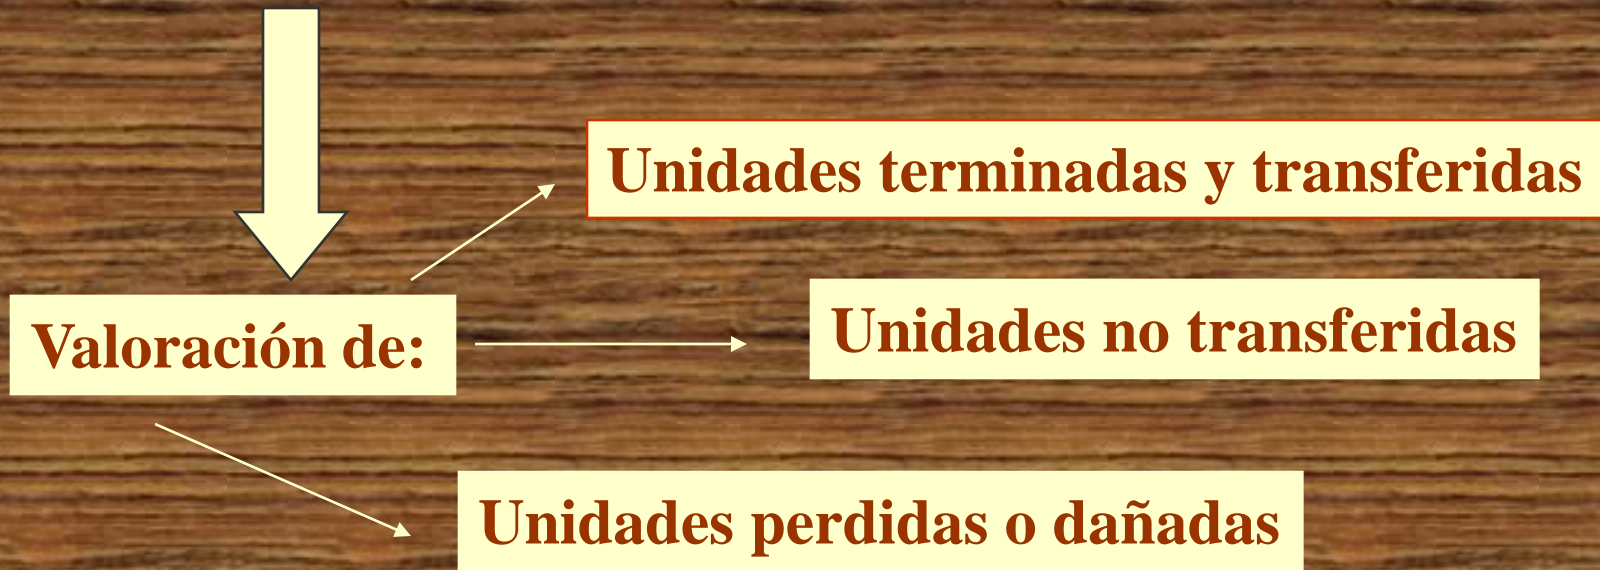 Unidades terminadas y transferidas
Valoración de:
Unidades no transferidas
Unidades perdidas o dañadas